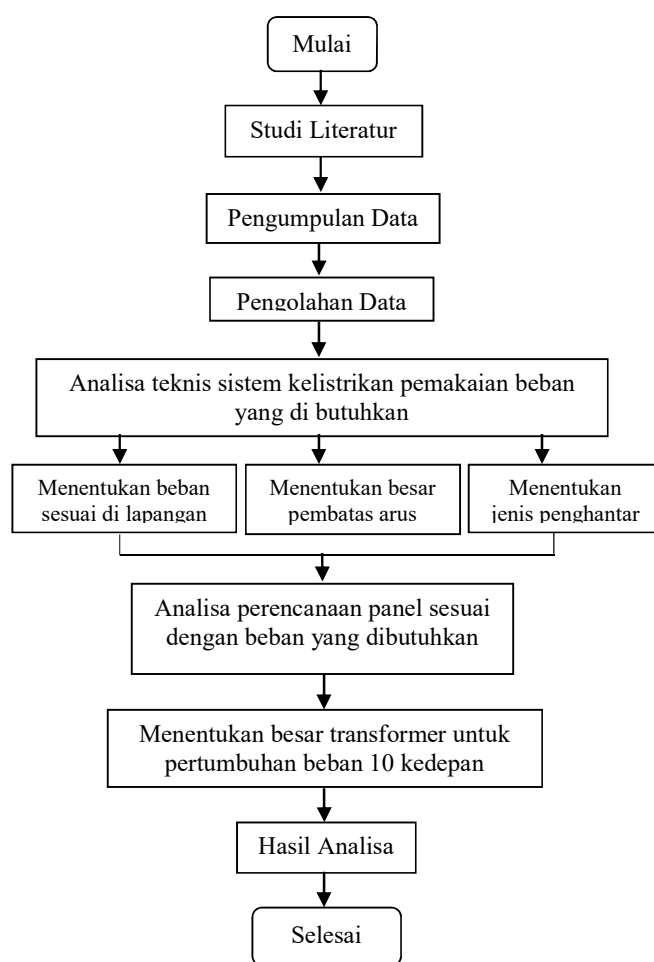 Mulai
Studi Literatur
Pengumpulan Data
Pengolahan Data
Analisa teknis sistem kelistrikan pemakaian beban
yang di butuhkan
Menentukan beban
sesuai di lapangan
Menentukan besar
pembatas arus
Menentukan
jenis penghantar
Analisa perencanaan panel sesuai
dengan beban yang dibutuhkan
Menentukan besar transformer untuk
pertumbuhan beban 10 kedepan
Hasil Analisa
Selesai